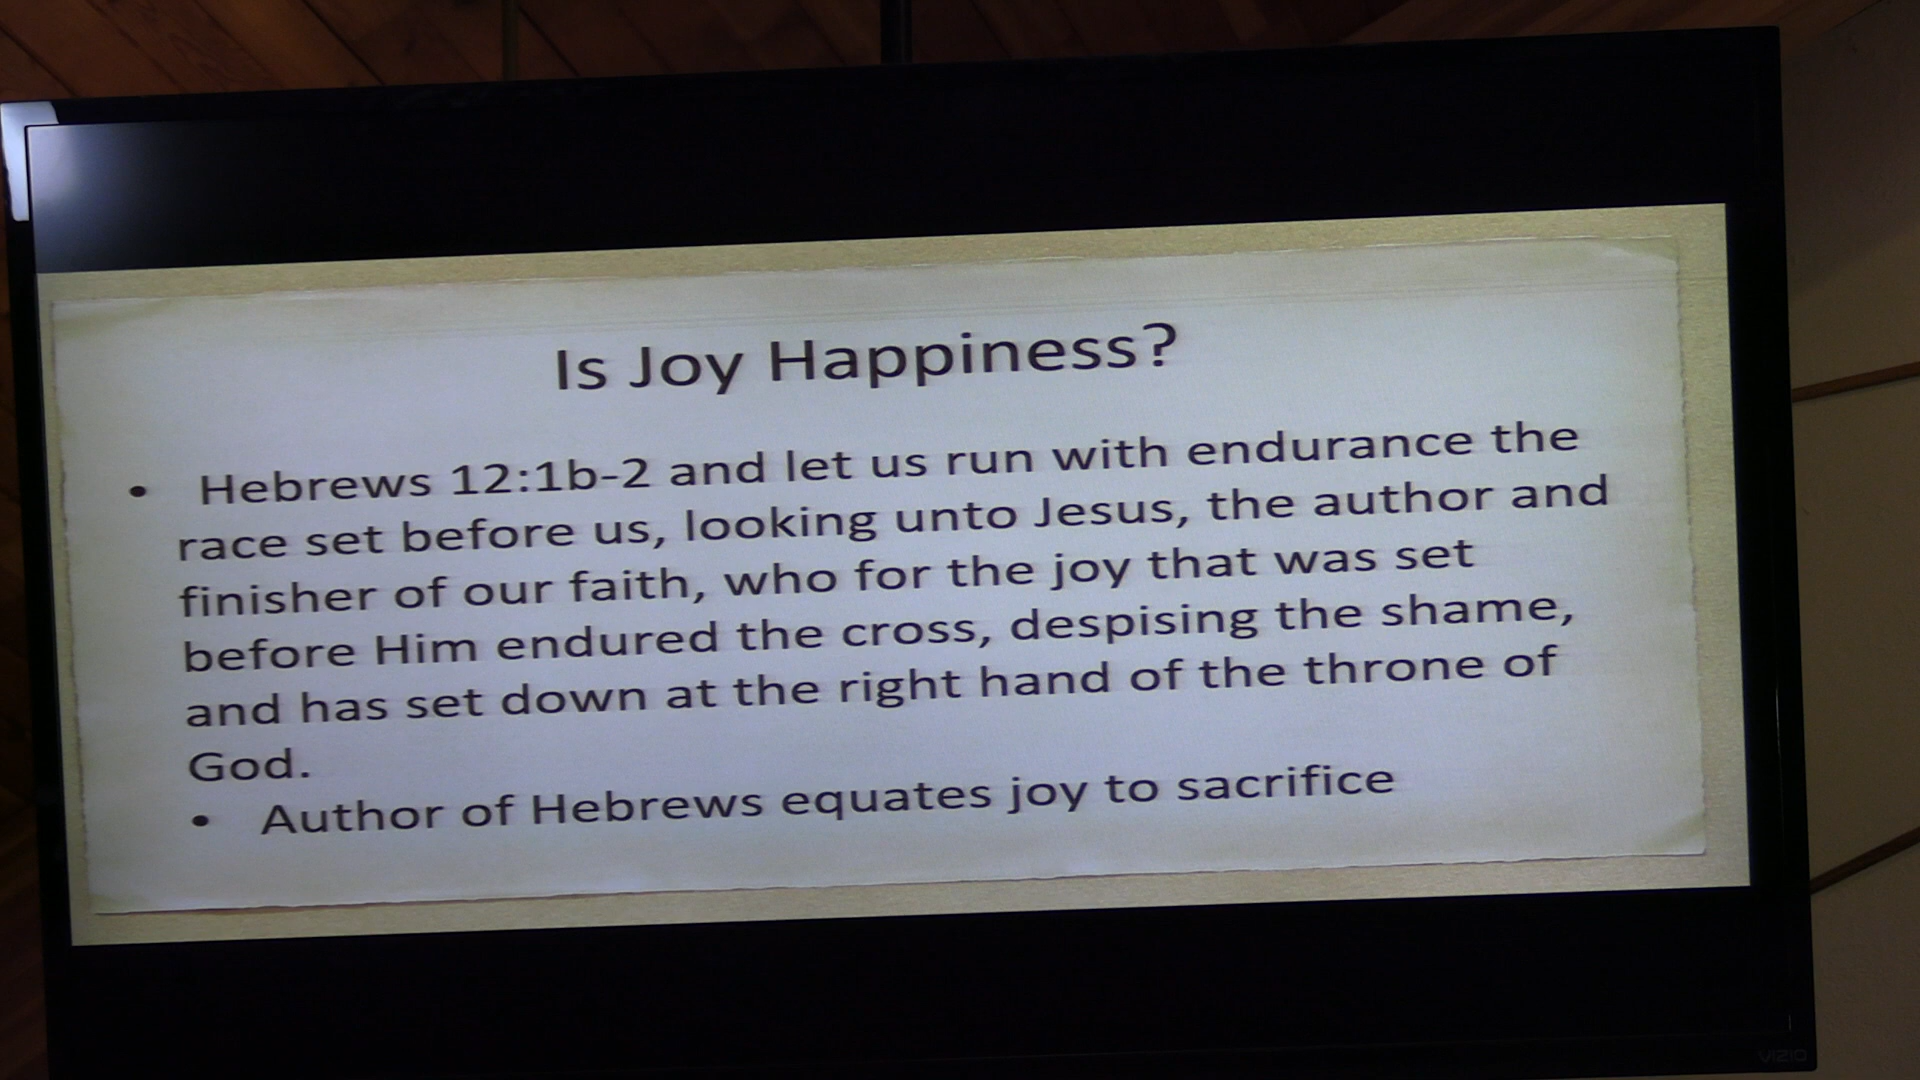 Is Joy Happiness?
• Hebrews 12:1b-2 and let us run with endurance the
race set before us, looking unto Jesus, the author and
finisher of our faith, who for the joy that was set
before Him endured the cross, despising the shame,
and has set down at the right hand of the throne of
God.
• Author of Hebrews equates joy to sacrifice
VIZIO